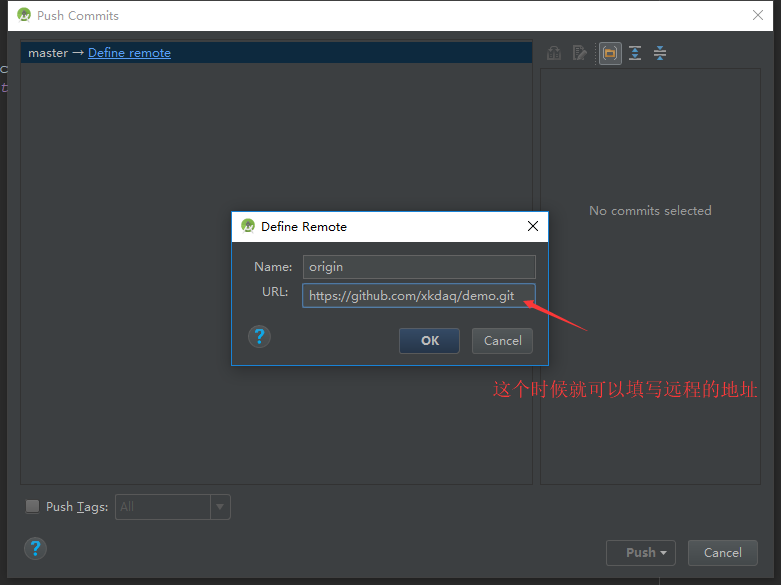 Push Commits
master → Define remote
No commits selected
Define Remote
Name: origin
URL: https://github.com/xkdaq/demo.git
?
OK
Cancel
这个时候就可以填写远程的地址
Push Tags: All
?
Push
Cancel